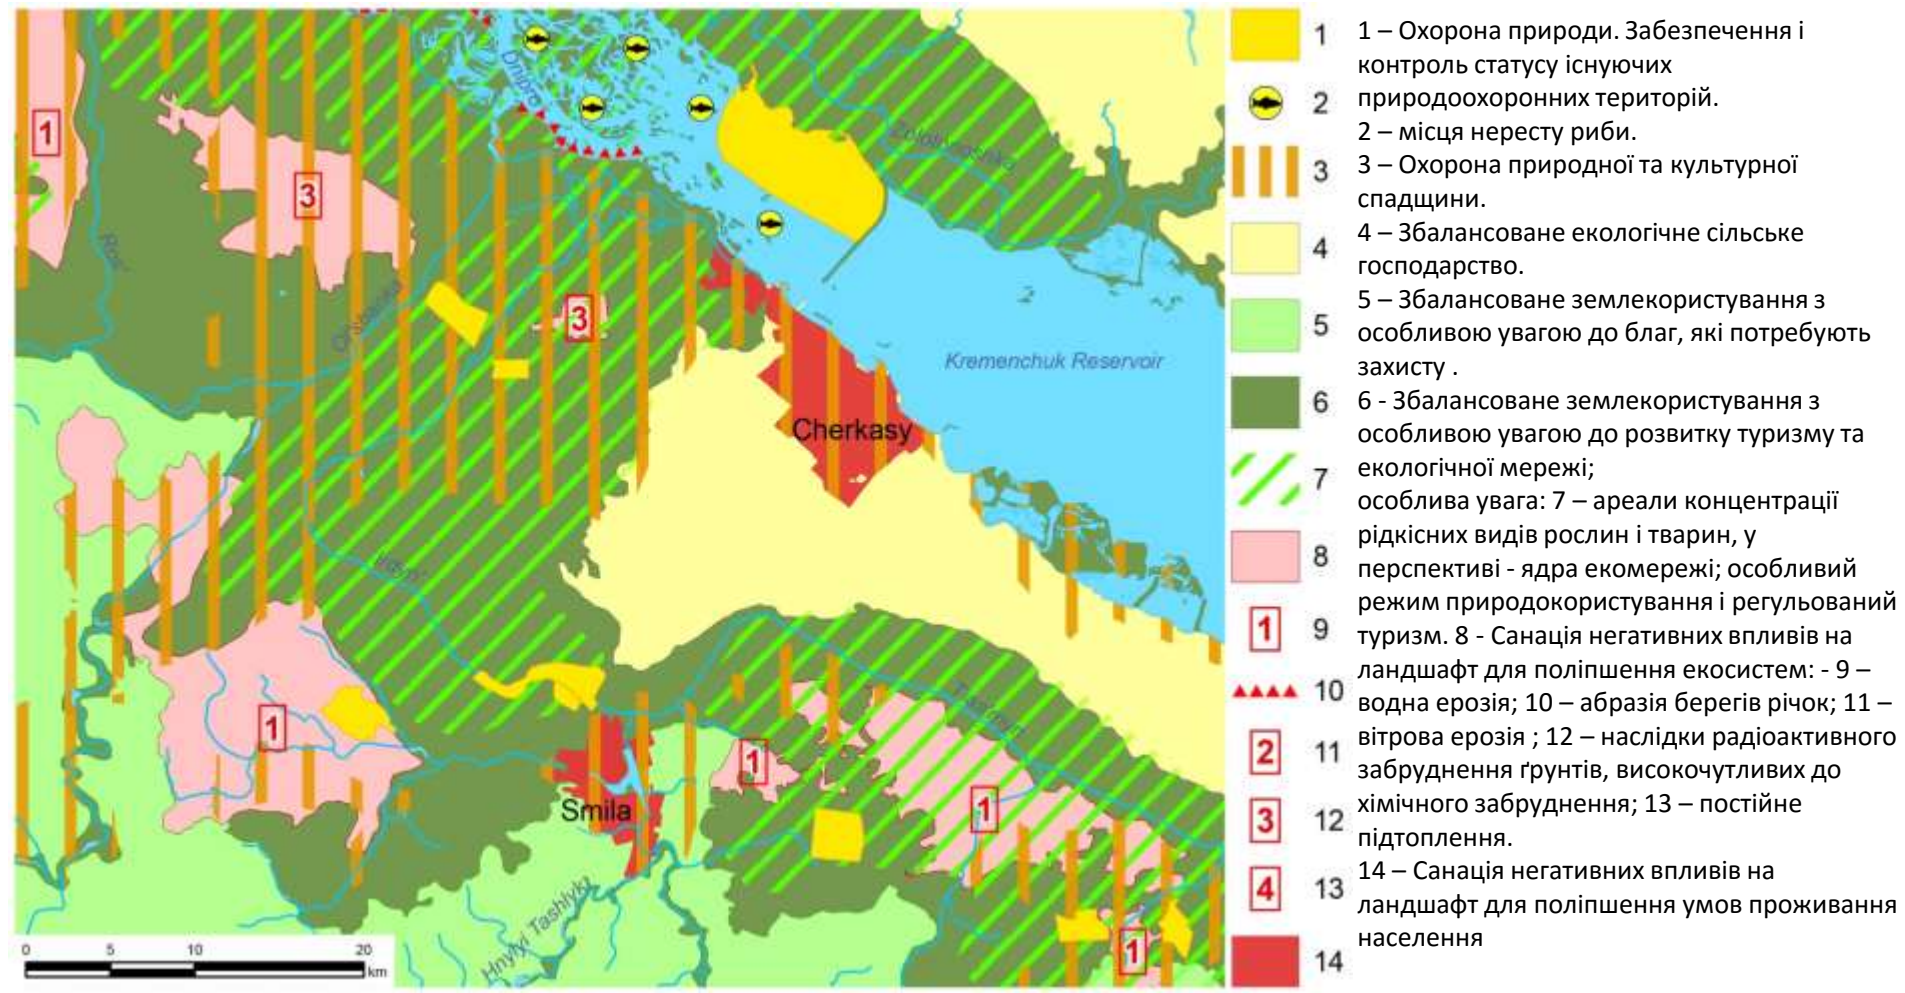 Dnipro
Zolotonoshka
Ros'
Olshanka
Kremenchuk Reservoir
Cherkasy
Irdyn'
Tiasmyn
Smila
Hnylyi Tashlyk
1
3
3
1
1
1
1
0 5 10 20
km
1
2
3
4
5
6
7
8
1 9
10
2 11
3 12
4 13
14
1 – Охорона природи. Забезпечення і
контроль статусу існуючих
природоохоронних територій.
2 – місця нересту риби.
3 – Охорона природної та культурної
спадщини.
4 – Збалансоване екологічне сільське
господарство.
5 – Збалансоване землекористування з
особливою увагою до благ, які потребують
захисту .
6 - Збалансоване землекористування з
особливою увагою до розвитку туризму та
екологічної мережі;
особлива увага: 7 – ареали концентрації
рідкісних видів рослин і тварин, у
перспективі - ядра екомережі; особливий
режим природокористування і регульований
туризм. 8 - Санація негативних впливів на
ландшафт для поліпшення екосистем: - 9 –
водна ерозія; 10 – абразія берегів річок; 11 –
вітрова ерозія ; 12 – наслідки радіоактивного
забруднення ґрунтів, високочутливих до
хімічного забруднення; 13 – постійне
підтоплення.
14 – Санація негативних впливів на
ландшафт для поліпшення умов проживання
населення